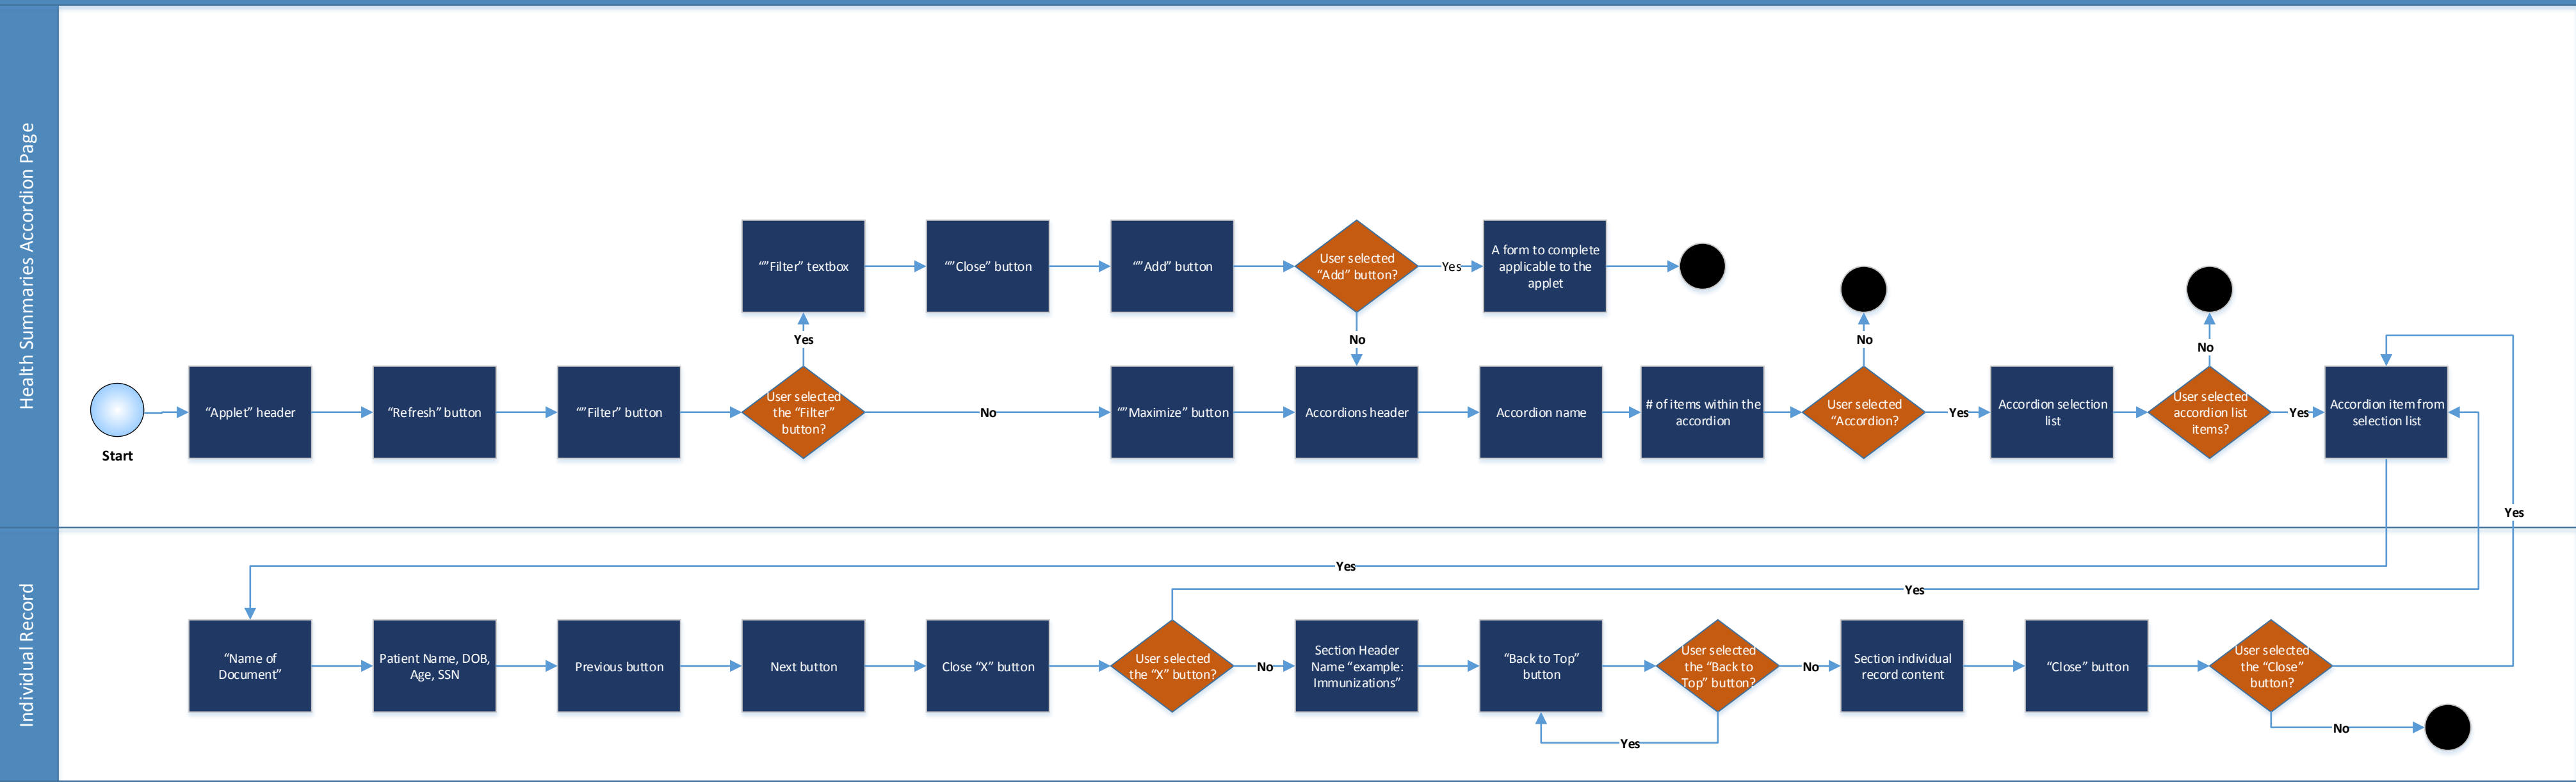 Health Summaries Accordion Page
“”Filter” textbox
“”Close” button
“”Add” button
User selected
“Add” button?
Yes
A form to complete
applicable to the
applet
Yes
No
No
No
Start
“Applet” header
“Refresh” button
“”Filter” button
User selected
the “Filter”
button?
No
“”Maximize” button
Accordions header
Accordion name
# of items within the
accordion
User selected
“Accordion?
Yes
Accordion selection
list
User selected
accordion list
items?
Yes
Accordion item from
selection list
Yes
Individual Record
Yes
Yes
“Name of
Document”
Patient Name, DOB,
Age, SSN
Previous button
Next button
Close “X” button
User selected
the “X” button?
No
Section Header
Name “example:
Immunizations”
“Back to Top”
button
User selected
the “Back to
Top” button?
No
Section individual
record content
“Close” button
User selected
the “Close”
button?
Yes
No